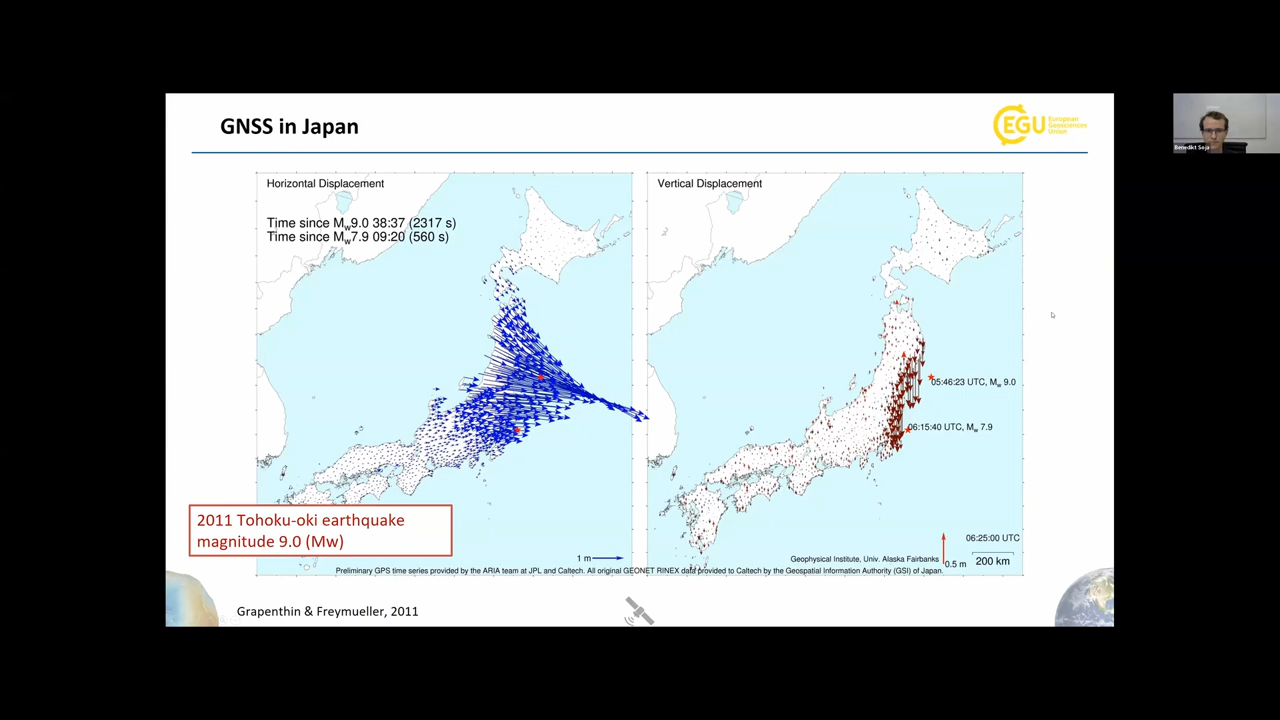 GNSS in Japan
EGU
European
Geosciences
Union
Benedikt Soja
Horizontal Displacement
Time since Mw9.0 38:37 (2317 s)
Time since Mw7.9 09:20 (560 s)
Vertical Displacement
05:46:23 UTC, Mw 9.0
06:15:40 UTC, Mw 7.9
2011 Tohoku-oki earthquake
magnitude 9.0 (Mw)
1 m
06:25:00 UTC
Geophysical Institute, Univ. Alaska Fairbanks
0.5 m
200 km
Preliminary GPS time series provided by the ARIA team at JPL and Caltech. All original GEONET RINEX data provided to Caltech by the Geospatial Information Authority (GSI) of Japan.
Grapenthin & Freymueller, 2011